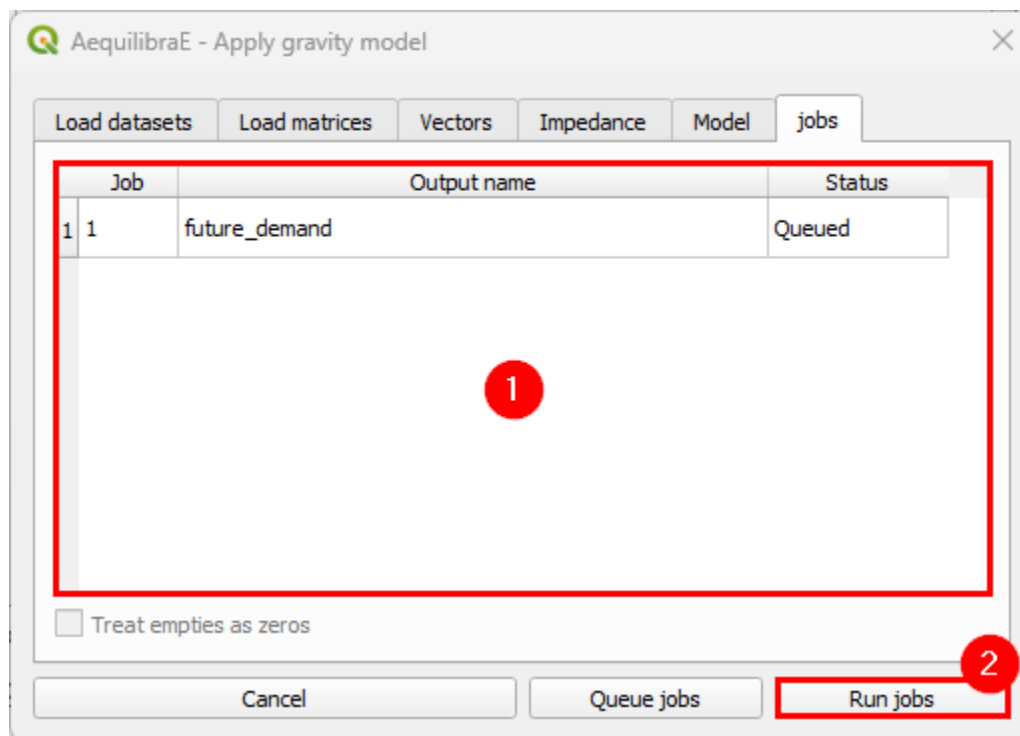 AequilibraE - Apply gravity model
Load datasets Load matrices Vectors Impedance Model jobs
Job Output name Status
1 1 future_demand Queued
1
Treat empties as zeros
2
Cancel Queue jobs Run jobs